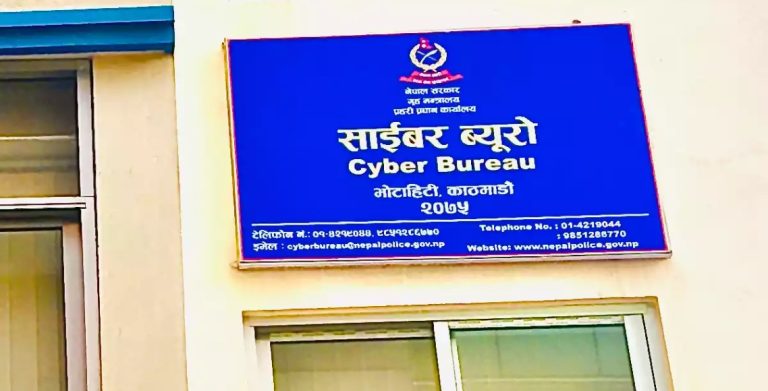 नेपाल सरकार
गृह मन्त्रालय
प्रहरी प्रधान कार्यालय
साईबर ब्यूरो
Cyber Bureau
भोटाहिटी, काठमाडौं
२०७५
टेलिफोन नं.: ०१-४२१९०४४, ९८५१२८६७७० Telephone No. : 01-4219044
: 9851286770
इमेल : cyberbureau@nepalpolice.gov.np Website: www.nepalpolice.gov.np